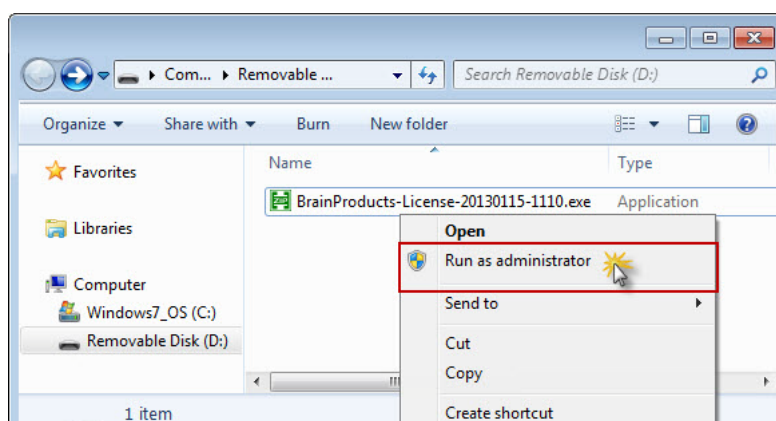 Com... Removable ... Search Removable Disk (D:)
Organize Share with Burn New folder
Name Type
Favorites
BrainProducts-License-20130115-1110.exe Application
Libraries
Open
Run as administrator
Computer
Send to
Windows7_OS (C:)
Removable Disk (D:)
Cut
Copy
1 item
Create shortcut